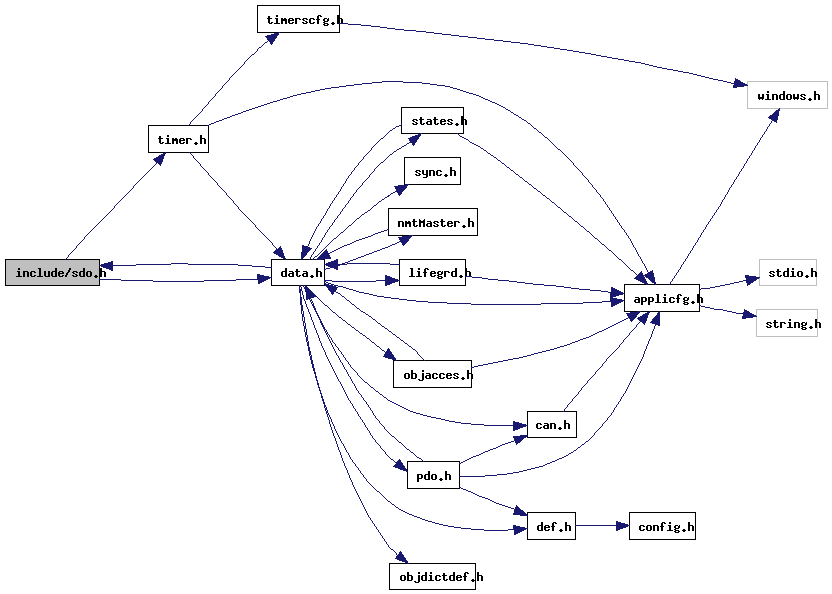 timerscfg.h
windows.h
states.h
timer.h
sync.h
nmtMaster.h
include/sdo.h
data.h
lifegrd.h
stdio.h
applicfg.h
string.h
objacces.h
can.h
pdo.h
def.h
config.h
objdictdef.h